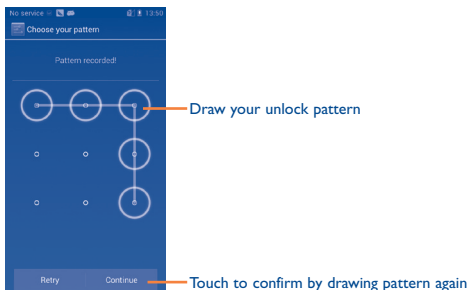 No service 13:50
Choose your pattern
Pattern recorded!
Draw your unlock pattern
Retry Continue
Touch to confirm by drawing pattern again